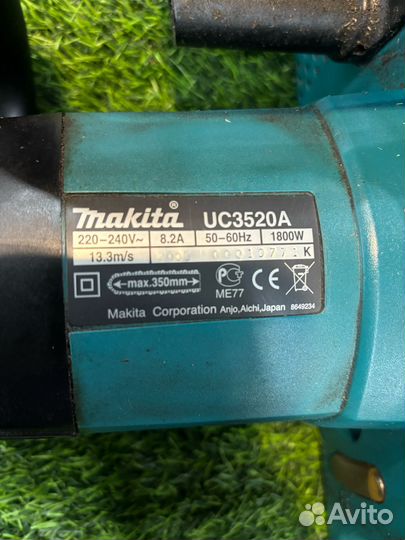 makita® UC3520A
220-240V~ 8.2A 50-60Hz 1800W
13.3m/s K
max.350mm CE
ME77
Makita Corporation Anjo,Aichi,Japan 8649234
Avito